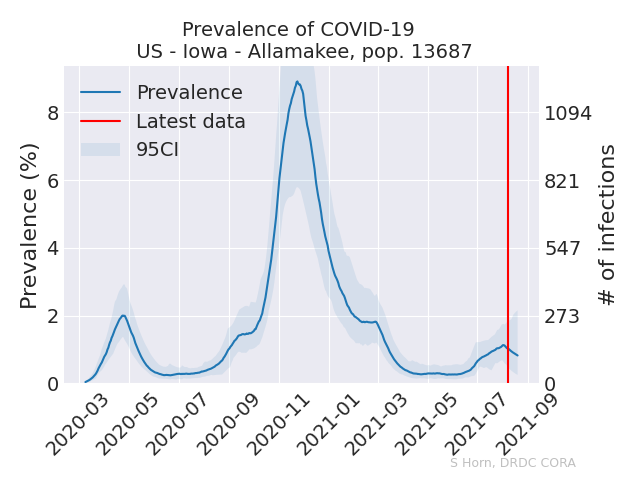 Prevalence of COVID-19
US - Iowa - Allamakee, pop. 13687
Prevalence
Latest data
95CI
Prevalence (%)
8
6
4
2
0
# of infections
1094
821
547
273
0
2020-03
2020-05
2020-07
2020-09
2020-11
2021-01
2021-03
2021-05
2021-07
2021-09
S Horn, DRDC CORA